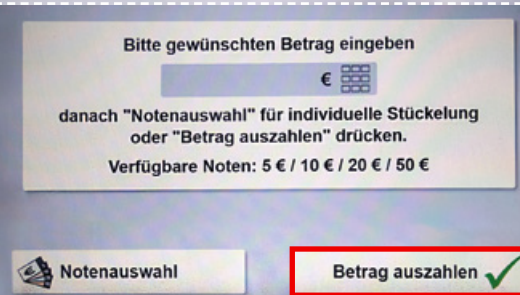 Bitte gewünschten Betrag eingeben
€
danach "Notenauswahl" für individuelle Stückelung
oder "Betrag auszahlen" drücken.
Verfügbare Noten: 5 € / 10 € / 20 € / 50 €
Notenauswahl
Betrag auszahlen